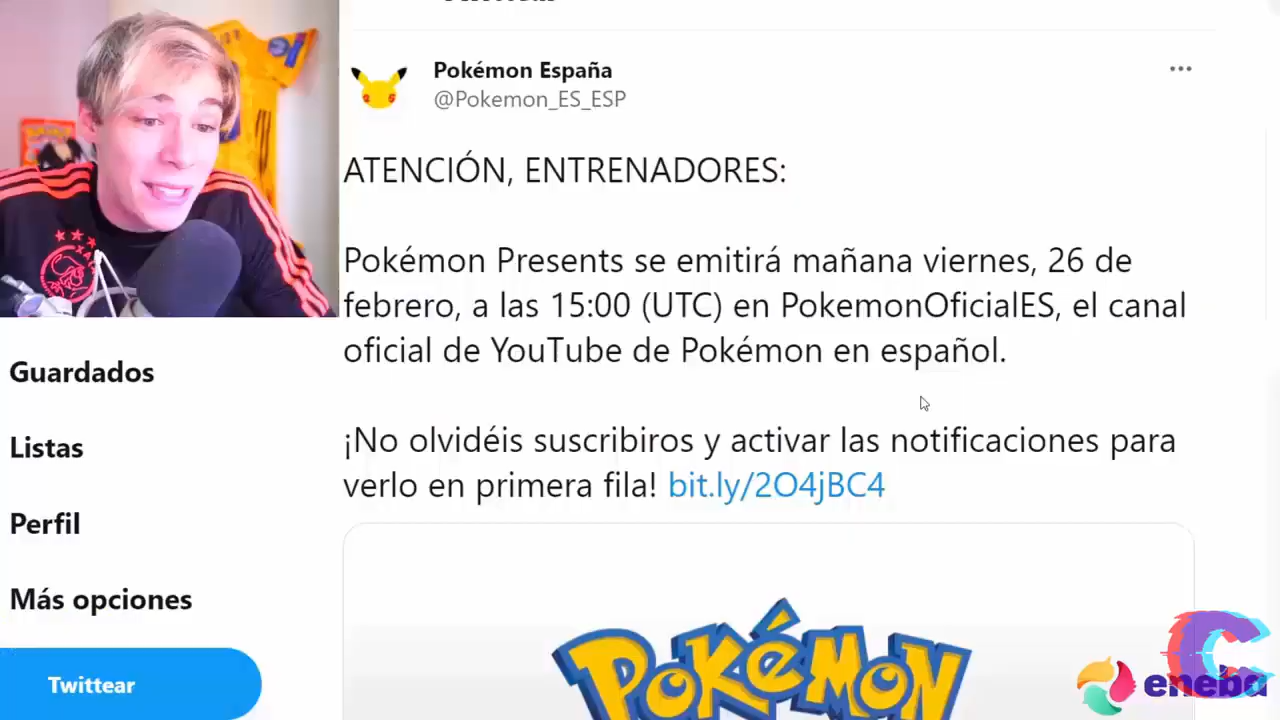 Pokémon España
@Pokemon_ES_ESP
ATENCIÓN, ENTRENADORES:
Pokémon Presents se emitirá mañana viernes, 26 de
febrero, a las 15:00 (UTC) en PokemonOficialES, el canal
oficial de YouTube de Pokémon en español.
¡No olvidéis suscribiros y activar las notificaciones para
verlo en primera fila! bit.ly/2O4jBC4
Guardados
Listas
Perfil
Más opciones
Twittear
POKéMON
eneba